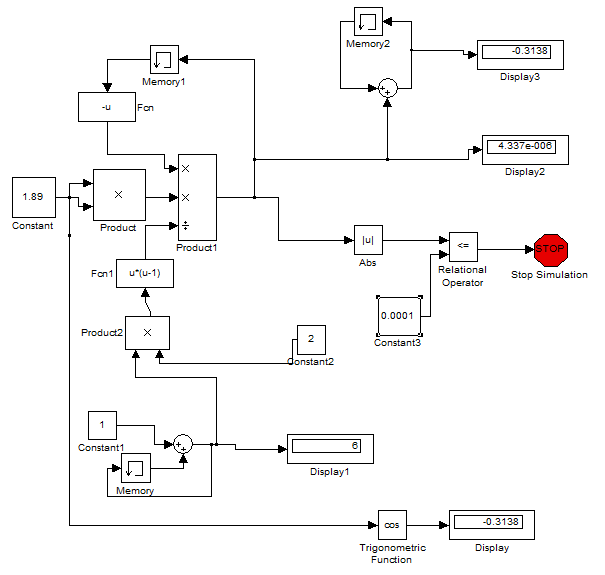 Memory2
-0.3138
Display3
Memory1
-u
Fcn
4.337e-006
Display2
1.89
Constant
×
Product
×
×
÷
Product1
|u|
Abs
<=
Relational
Operator
STOP
Stop Simulation
Fcn1
u*(u-1)
0.0001
Constant3
Product2
×
2
Constant2
1
Constant1
+
+
+
+
6
Display1
Memory
cos
Trigonometric
Function
-0.3138
Display